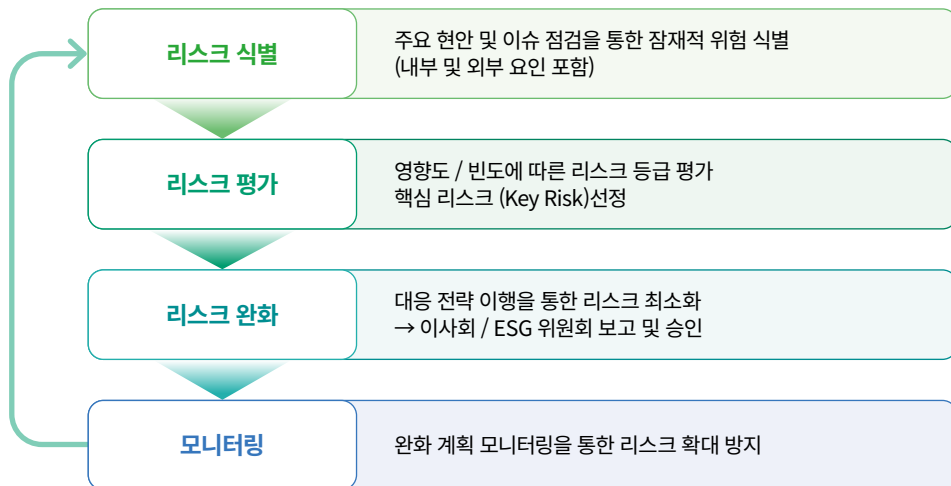 리스크 식별
주요 현안 및 이슈 점검을 통한 잠재적 위험 식별
(내부 및 외부 요인 포함)
리스크 평가
영향도 / 빈도에 따른 리스크 등급 평가
핵심 리스크 (Key Risk)선정
리스크 완화
대응 전략 이행을 통한 리스크 최소화
→ 이사회 / ESG 위원회 보고 및 승인
모니터링
완화 계획 모니터링을 통한 리스크 확대 방지